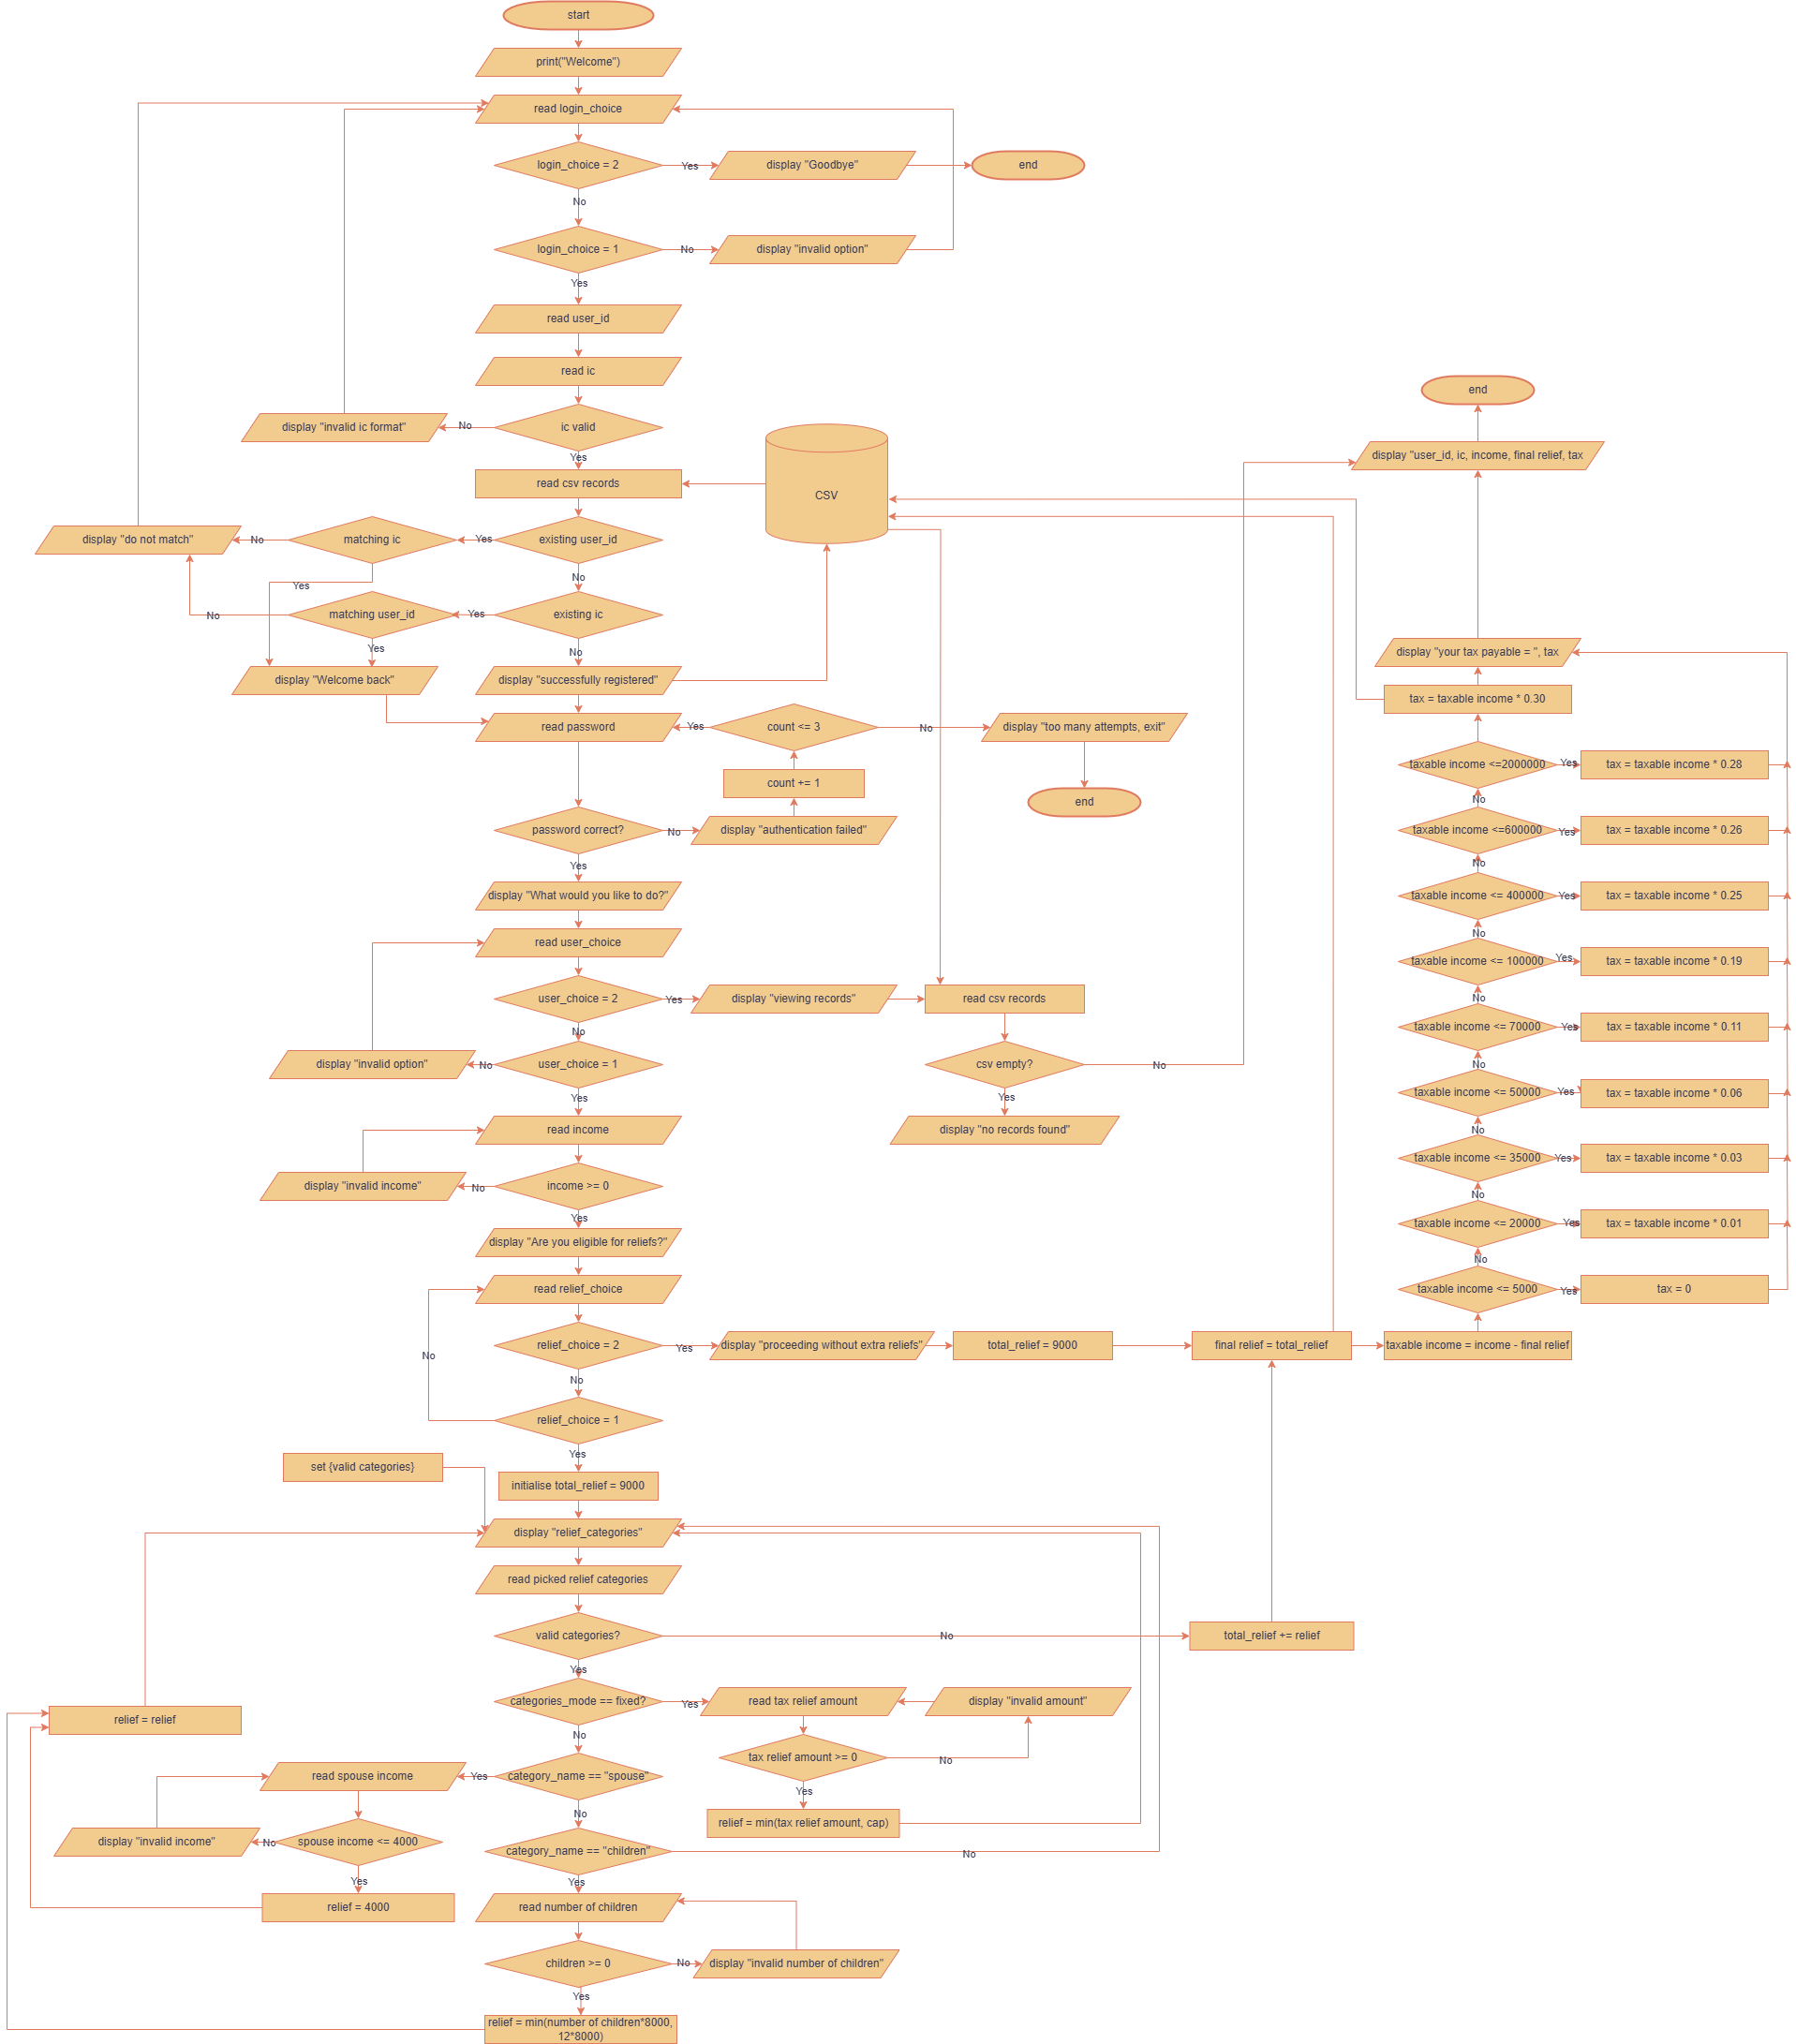 start
print("Welcome")
read login_choice
login_choice = 2
Yes
display "Goodbye"
end
No
login_choice = 1
No
display "invalid option"
Yes
read user_id
read ic
ic valid
No
display "invalid ic format"
Yes
read csv records
CSV
existing user_id
Yes
matching ic
No
display "do not match"
No
Yes
existing ic
Yes
matching user_id
No
Yes
No
display "Welcome back"
display "successfully registered"
read password
Yes
count <= 3
No
display "too many attempts, exit"
count += 1
end
password correct?
No
display "authentication failed"
Yes
display "What would you like to do?"
read user_choice
user_choice = 2
Yes
display "viewing records"
read csv records
No
user_choice = 1
No
display "invalid option"
csv empty?
No
Yes
Yes
display "no records found"
read income
income >= 0
No
display "invalid income"
Yes
display "Are you eligible for reliefs?"
read relief_choice
relief_choice = 2
Yes
display "proceeding without extra reliefs"
total_relief = 9000
final relief = total_relief
taxable income = income - final relief
No
No
relief_choice = 1
Yes
set {valid categories}
initialise total_relief = 9000
display "relief_categories"
read picked relief categories
valid categories?
No
total_relief += relief
Yes
categories_mode == fixed?
Yes
read tax relief amount
display "invalid amount"
relief = relief
No
tax relief amount >= 0
No
category_name == "spouse"
Yes
read spouse income
Yes
No
relief = min(tax relief amount, cap)
spouse income <= 4000
No
display "invalid income"
category_name == "children"
No
Yes
Yes
relief = 4000
read number of children
children >= 0
No
display "invalid number of children"
Yes
relief = min(number of children*8000,
12*8000)
end
display "user_id, ic, income, final relief, tax
display "your tax payable = ", tax
tax = taxable income * 0.30
taxable income <=2000000
Yes
tax = taxable income * 0.28
No
taxable income <=600000
Yes
tax = taxable income * 0.26
No
taxable income <= 400000
Yes
tax = taxable income * 0.25
No
taxable income <= 100000
Yes
tax = taxable income * 0.19
No
taxable income <= 70000
Yes
tax = taxable income * 0.11
No
taxable income <= 50000
Yes
tax = taxable income * 0.06
No
taxable income <= 35000
Yes
tax = taxable income * 0.03
No
taxable income <= 20000
Yes
tax = taxable income * 0.01
No
taxable income <= 5000
Yes
tax = 0